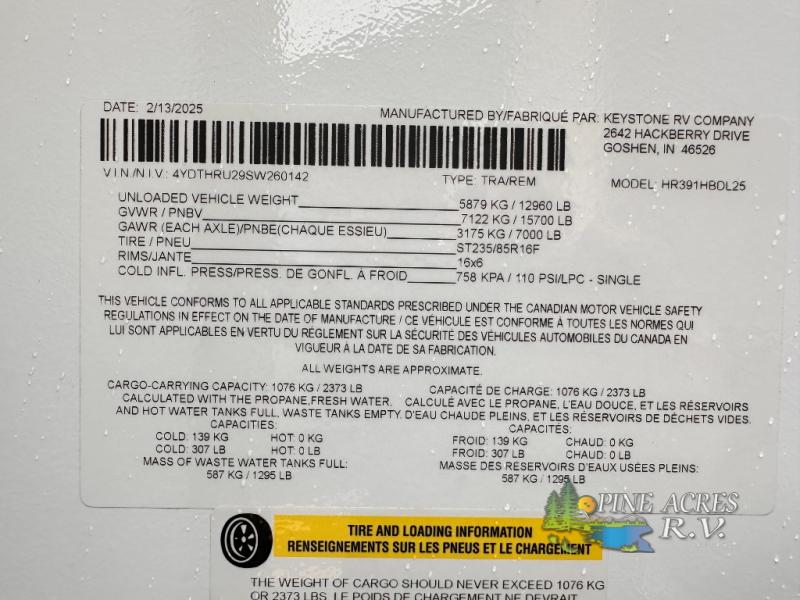 DATE: 2/13/2025
MANUFACTURED BY/FABRIQUÉ PAR: KEYSTONE RV COMPANY
2642 HACKBERRY DRIVE
GOSHEN, IN 46526
V.I.N./N.I.V.: 4YDTHRU29SW260142
TYPE: TRA/REM
MODEL: HR391HBDL25
UNLOADED VEHICLE WEIGHT 5879 KG / 12960 LB
GVWR / PNBV 7122 KG / 15700 LB
GAWR (EACH AXLE)/PNBE(CHAQUE ESSIEU) 3175 KG / 7000 LB
TIRE / PNEU ST235/85R16F
RIMS/JANTE 16x6
COLD INFL. PRESS/PRESS. DE GONFL. À FROID 758 KPA / 110 PSI/LPC - SINGLE
THIS VEHICLE CONFORMS TO ALL APPLICABLE STANDARDS PRESCRIBED UNDER THE CANADIAN MOTOR VEHICLE SAFETY
REGULATIONS IN EFFECT ON THE DATE OF MANUFACTURE / CE VÉHICULE EST CONFORME À TOUTES LES NORMES QUI
LUI SONT APPLICABLES EN VERTU DU RÈGLEMENT SUR LA SÉCURITÉ DES VÉHICULES AUTOMOBILES DU CANADA EN
VIGUEUR À LA DATE DE SA FABRICATION.
ALL WEIGHTS ARE APPROXIMATE.
CARGO-CARRYING CAPACITY: 1076 KG / 2373 LB
CALCULATED WITH THE PROPANE,FRESH WATER.
AND HOT WATER TANKS FULL, WASTE TANKS EMPTY.
CAPACITIES:
COLD: 139 KG HOT: 0 KG
COLD: 307 LB HOT: 0 LB
MASS OF WASTE WATER TANKS FULL:
587 KG / 1295 LB
CAPACITÉ DE CHARGE: 1076 KG / 2373 LB
CALCULÉ AVEC LE PROPANE, L'EAU DOUCE, ET LES RÉSERVOIRS
D'EAU CHAUDE PLEINS, ET LES RÉSERVOIRS DE DÉCHETS VIDES.
CAPACITÉS:
FROID: 139 KG CHAUD: 0 KG
FROID: 307 LB CHAUD: 0 LB
MASSE DES RÉSERVOIRS D'EAUX USÉES PLEINS:
587 KG / 1295 LB
PINE ACRES
R.V.
TIRE AND LOADING INFORMATION
RENSEIGNEMENTS SUR LES PNEUS ET LE CHARGEMENT
THE WEIGHT OF CARGO SHOULD NEVER EXCEED 1076 KG
OR 2373 LBS. LE POIDS DE CHARGEMENT NE DEVRAIT